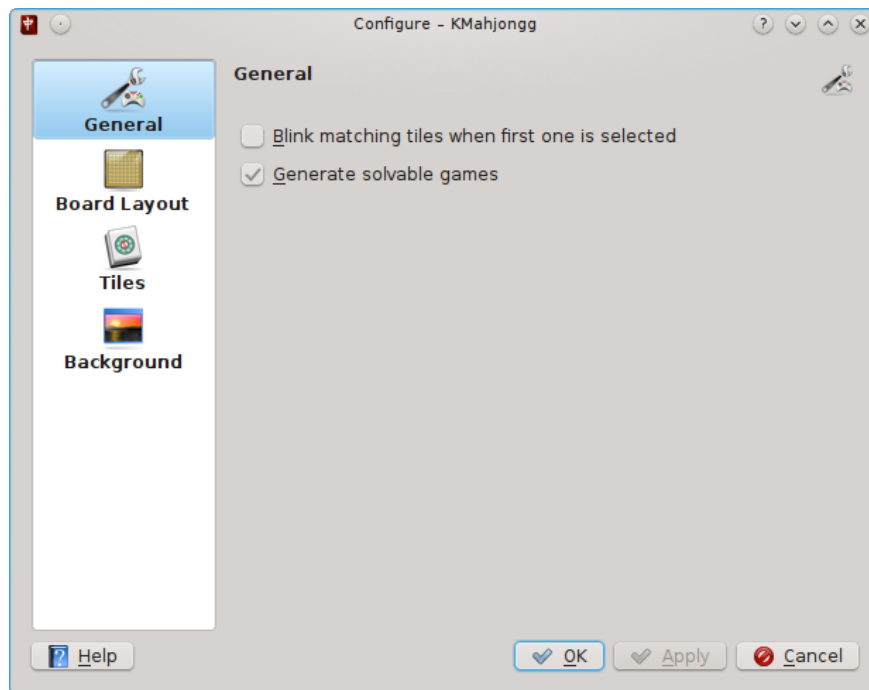 Configure – KMahjongg
General
Board Layout
Tiles
Background
General
Blink matching tiles when first one is selected
Generate solvable games
Help
OK
Apply
Cancel